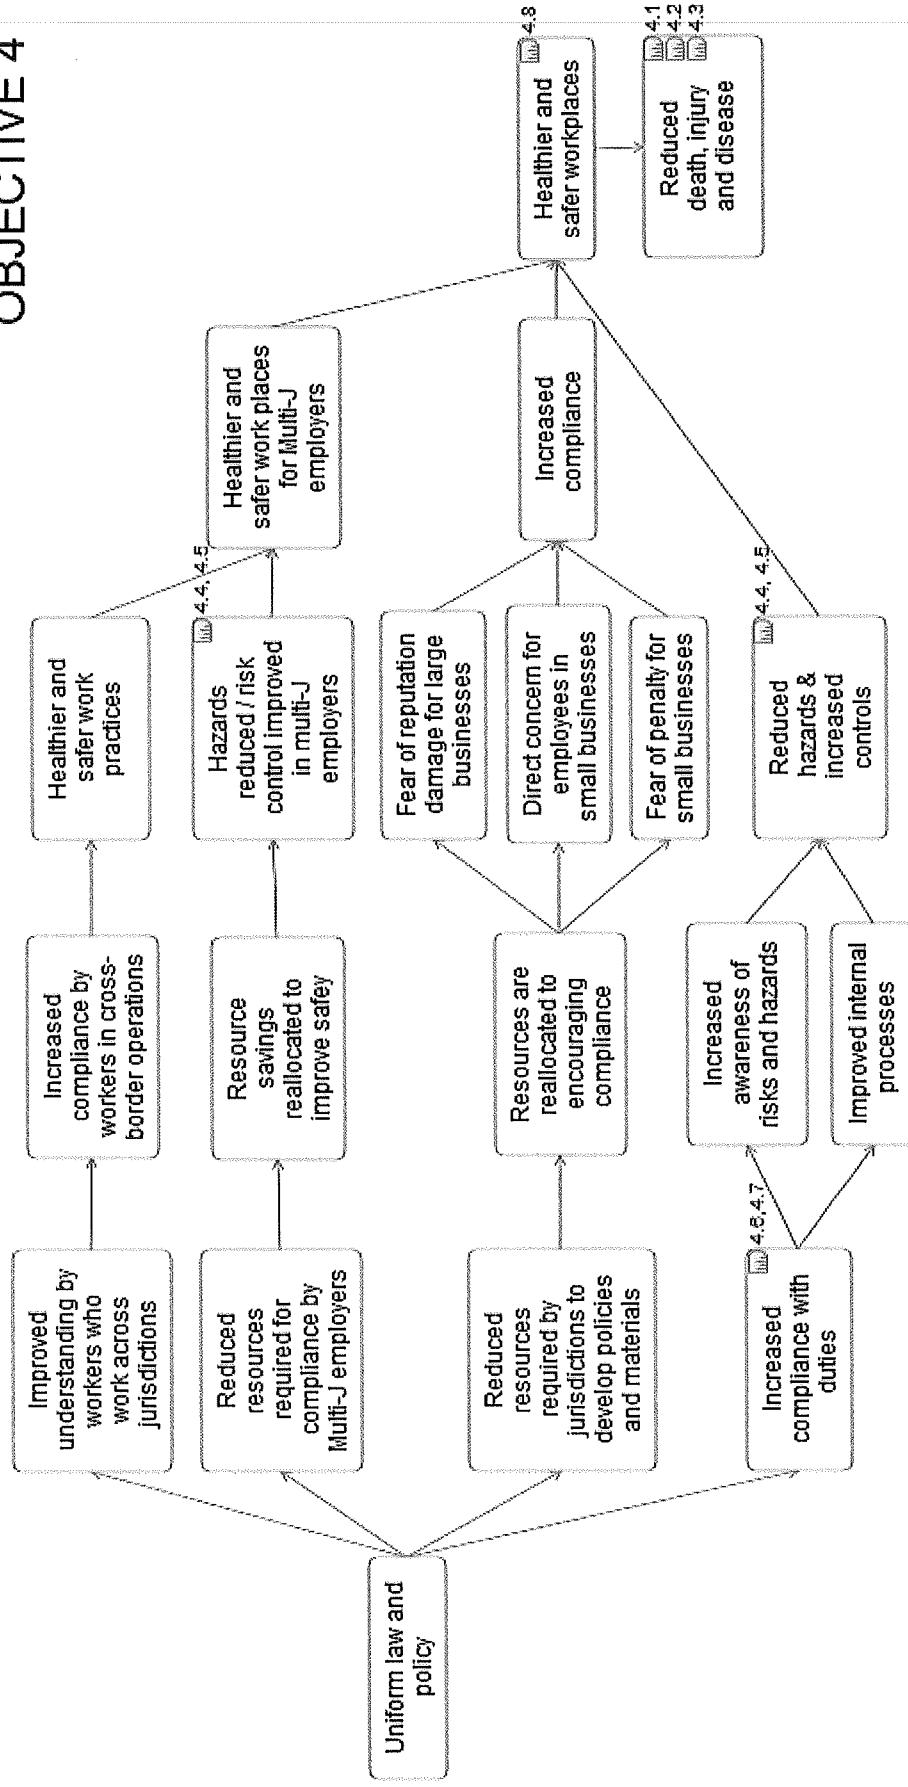 OBJECTIVE 4
Uniform law and
policy
Improved
understanding by
workers who
work across
jurisdictions
Increased
compliance by
workers in cross-
border operations
Healthier and
safer work
practices
Reduced
resources
required for
compliance by
Multi-J employers
Resource
savings
reallocated to
improve safey
Hazards
reduced / risk
control improved
in multi-J
employers
4.4, 4.5
Healthier and
safer work places
for Multi-J
employers
Reduced
resources
required by
jurisdictions to
develop policies
and materials
Resources are
reallocated to
encouraging
compliance
Fear of reputation
damage for large
businesses
Direct concern for
employees in
small businesses
Fear of penalty for
small businesses
Increased
compliance
Healthier and
safer workplaces
4.8
Reduced
death, injury
and disease
4.1
4.2
4.3
Increased
compliance with
duties
4.6,4.7
Increased
awareness of
risks and hazards
Improved internal
processes
Reduced
hazards &
increased
controls
4.4, 4.5